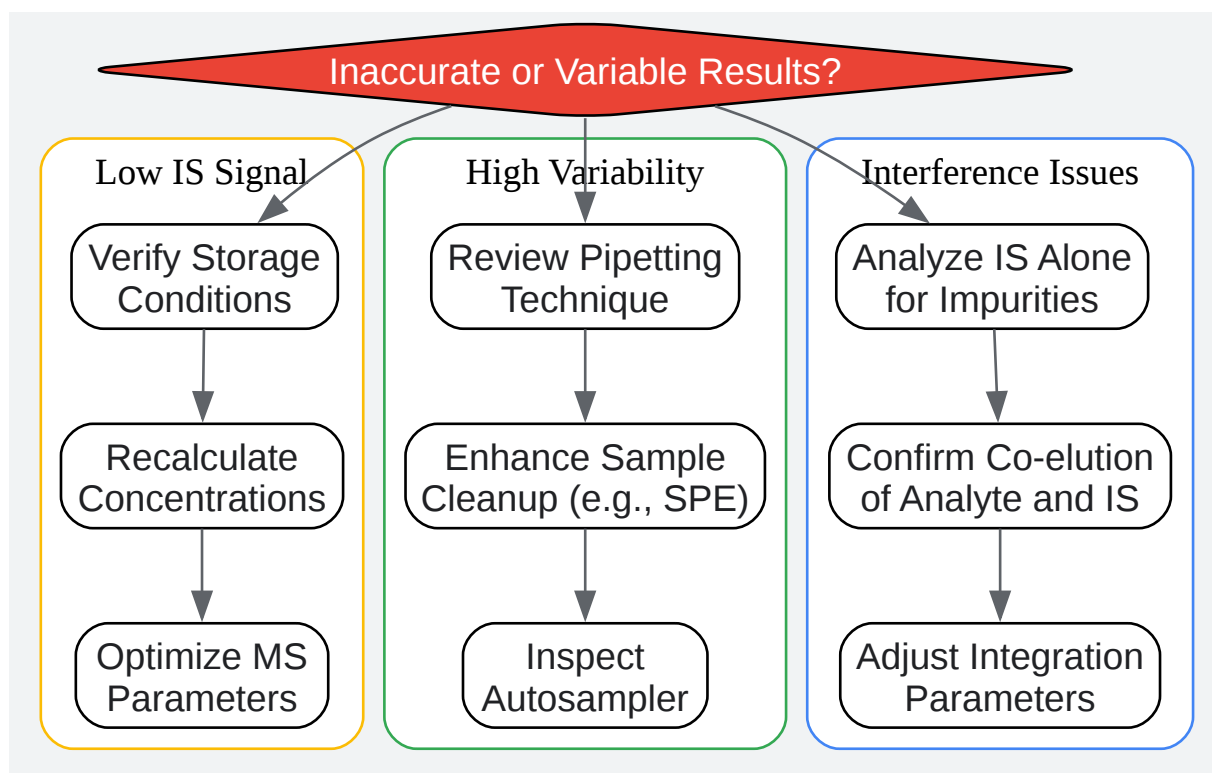 Inaccurate or Variable Results?
Low IS Signal
Verify Storage
Conditions
Recalculate
Concentrations
Optimize MS
Parameters
High Variability
Review Pipetting
Technique
Enhance Sample
Cleanup (e.g., SPE)
Inspect
Autosampler
Interference Issues
Analyze IS Alone
for Impurities
Confirm Co-elution
of Analyte and IS
Adjust Integration
Parameters